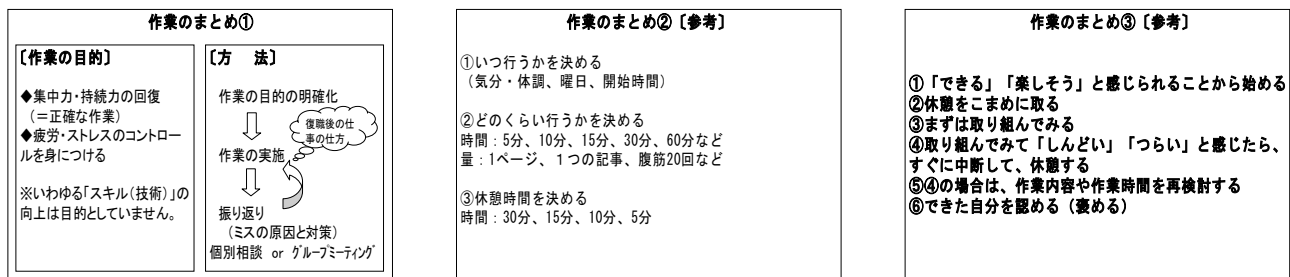 作業のまとめ①
〔作業の目的〕
◆集中力・持続力の回復
(=正確な作業)
◆疲労・ストレスのコントロー
ルを身につける
※いわゆる「スキル(技術)」の
向上は目的としていません。
〔方　法〕
作業の目的の明確化
復職後の仕
事の仕方
作業の実施
振り返り
(ミスの原因と対策)
個別相談 or グループミーティング
作業のまとめ②〔参考〕
①いつ行うかを決める
(気分・体調、曜日、開始時間)
②どのくらい行うかを決める
時間:5分、10分、15分、30分、60分など
量:1ページ、1つの記事、腹筋20回など
③休憩時間を決める
時間:30分、15分、10分、5分
作業のまとめ③〔参考〕
①「できる」「楽しそう」と感じられることから始める
②休憩をこまめに取る
③まずは取り組んでみる
④取り組んでみて「しんどい」「つらい」と感じたら、
すぐに中断して、休憩する
⑤④の場合は、作業内容や作業時間を再検討する
⑥できた自分を認める(褒める)